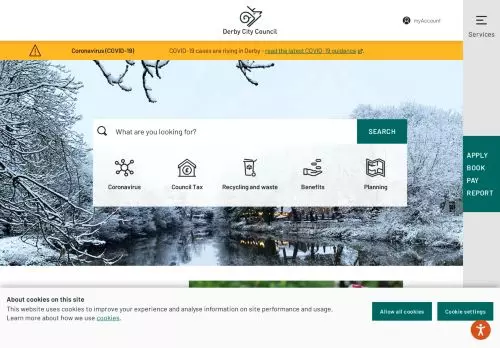 Derby City Council
myAccount
Services
Coronavirus (COVID-19)
COVID-19 cases are rising in Derby - read the latest COVID-19 guidance.
What are you looking for?
SEARCH
Coronavirus
Council Tax
Recycling and waste
Benefits
Planning
APPLY
BOOK
PAY
REPORT
About cookies on this site
This website uses cookies to improve your experience and analyse information on site performance and usage.
Learn more about how we use cookies.
Allow all cookies
Cookie settings